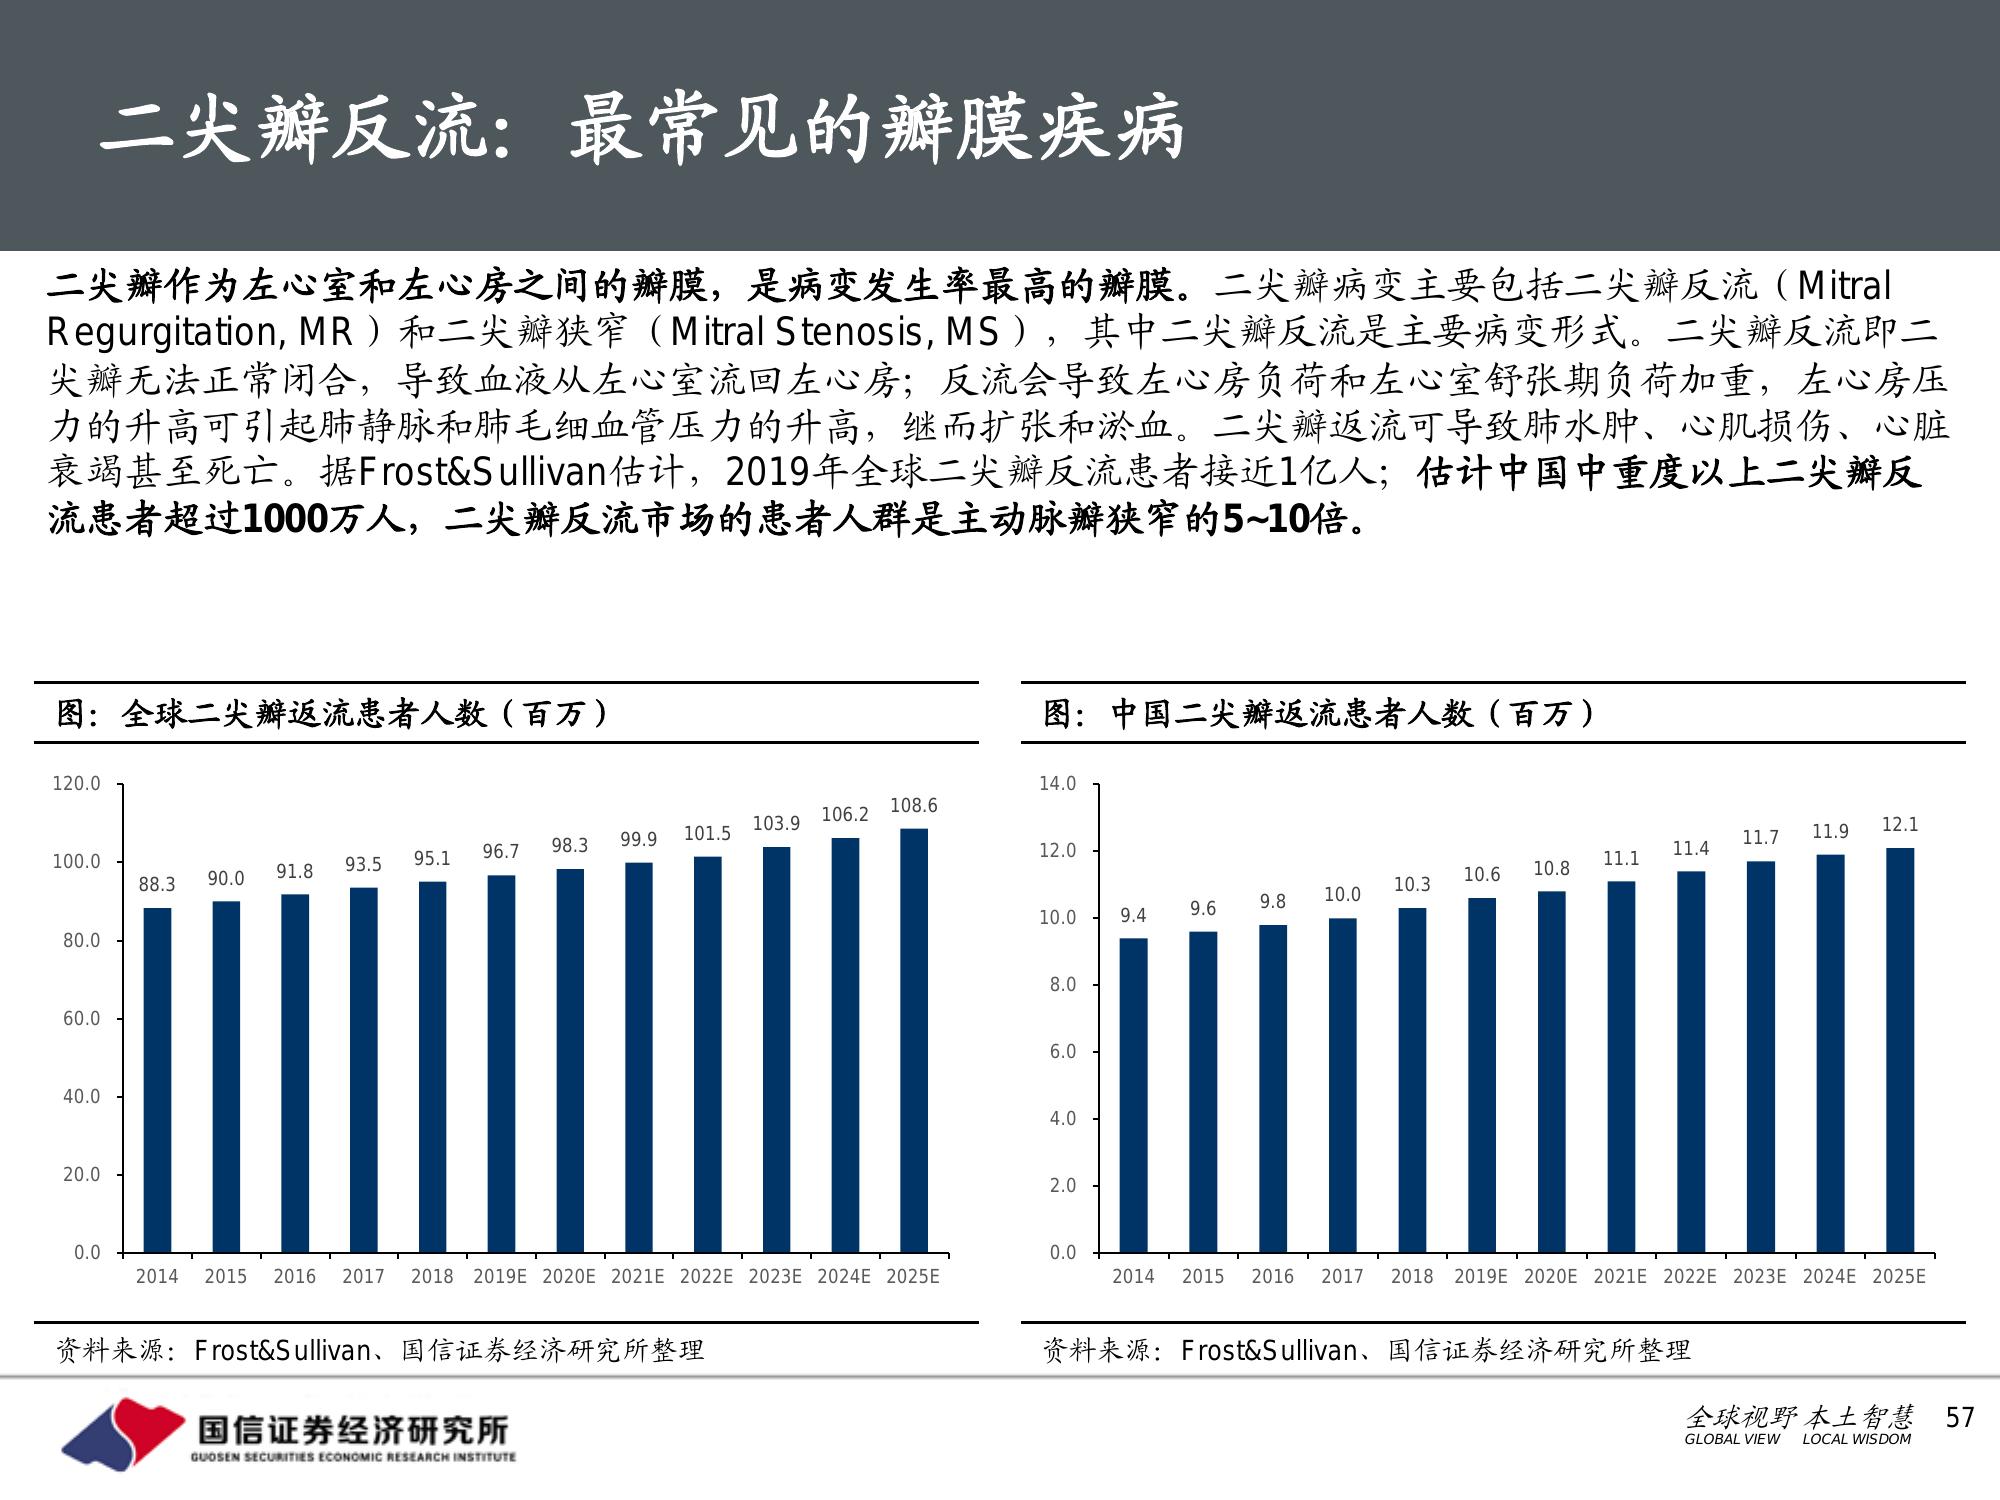 二尖瓣反流：最常见的瓣膜疾病
二尖瓣作为左心室和左心房之间的瓣膜，是病变发生率最高的瓣膜。二尖瓣病变主要包括二尖瓣反流（Mitral
Regurgitation, MR）和二尖瓣狭窄（Mitral Stenosis, MS），其中二尖瓣反流是主要病变形式。二尖瓣反流即二
尖瓣无法正常闭合，导致血液从左心室流回左心房；反流会导致左心房负荷和左心室舒张期负荷加重，左心房压
力的升高可引起肺静脉和肺毛细血管压力的升高，继而扩张和淤血。二尖瓣返流可导致肺水肿、心肌损伤、心脏
衰竭甚至死亡。据Frost&Sullivan估计，2019年全球二尖瓣反流患者接近1亿人；估计中国中重度以上二尖瓣反
流患者超过1000万人，二尖瓣反流市场的患者人群是主动脉瓣狭窄的5~10倍。
图：全球二尖瓣返流患者人数（百万）
120.0
100.0
80.0
60.0
40.0
20.0
0.0
88.3 90.0 91.8 93.5 95.1 96.7 98.3 99.9 101.5 103.9 106.2 108.6
2014 2015 2016 2017 2018 2019E 2020E 2021E 2022E 2023E 2024E 2025E
资料来源：Frost&Sullivan、国信证券经济研究所整理
图：中国二尖瓣返流患者人数（百万）
14.0
12.0
10.0
8.0
6.0
4.0
2.0
0.0
9.4 9.6 9.8 10.0 10.3 10.6 10.8 11.1 11.4 11.7 11.9 12.1
2014 2015 2016 2017 2018 2019E 2020E 2021E 2022E 2023E 2024E 2025E
资料来源：Frost&Sullivan、国信证券经济研究所整理
国信证券经济研究所
GUOSEN SECURITIES ECONOMIC RESEARCH INSTITUTE
全球视野 本土智慧
GLOBAL VIEW LOCAL WISDOM
57